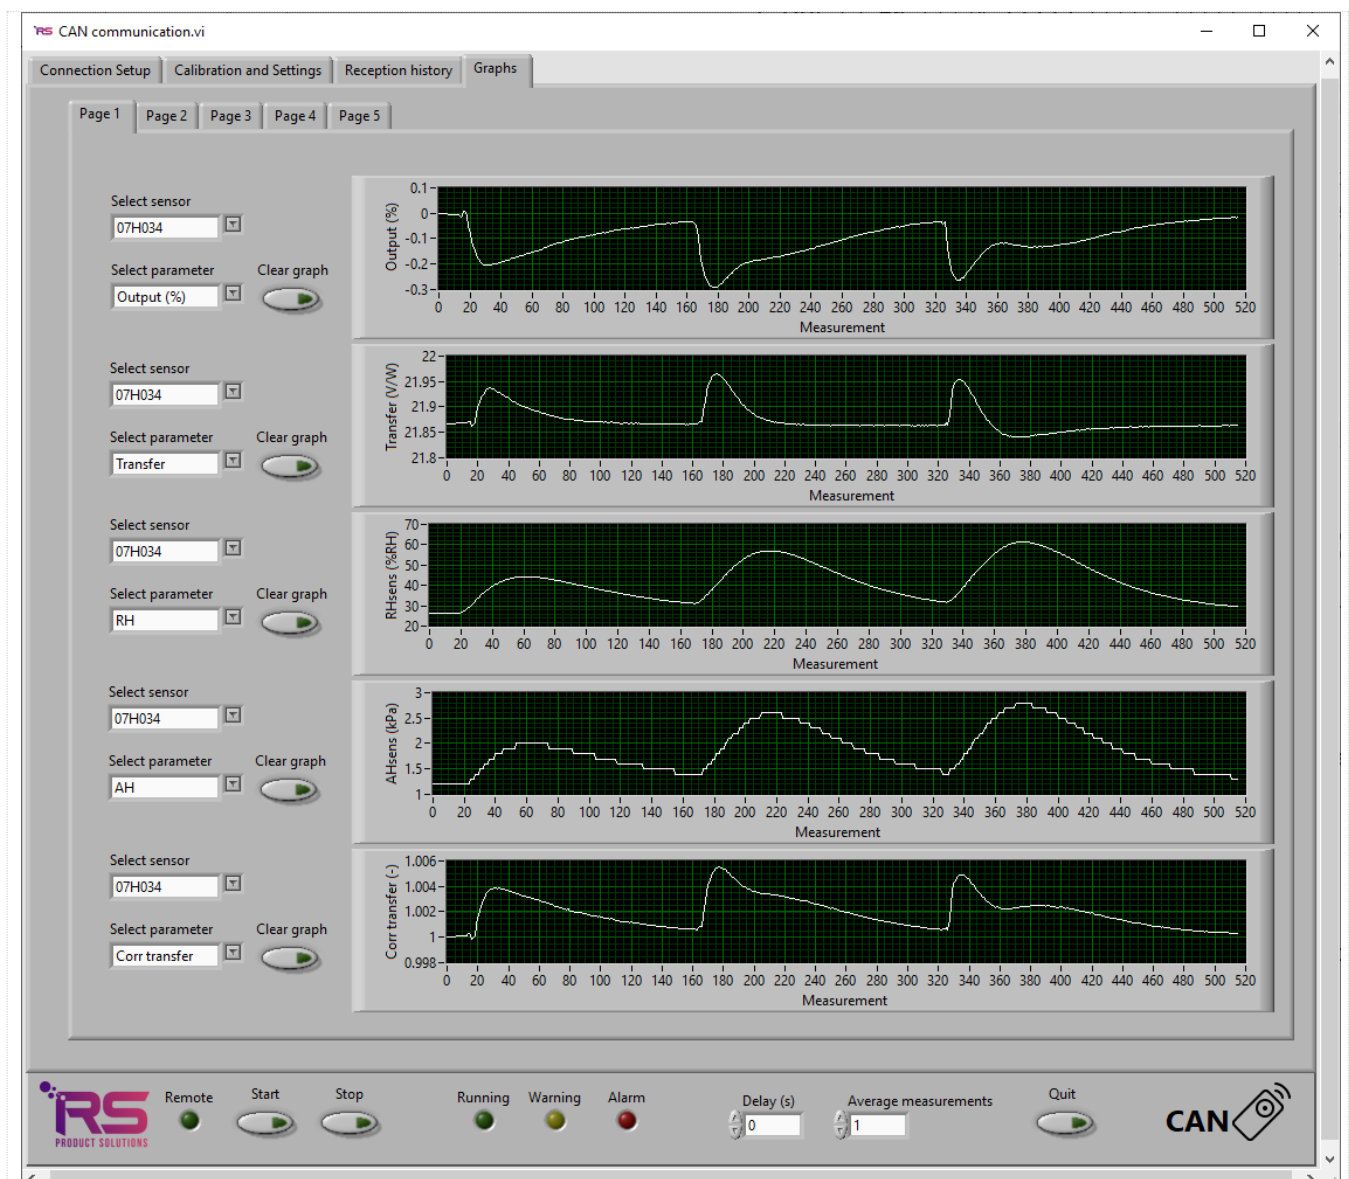 RS CAN communication.vi
Connection Setup Calibration and Settings Reception history Graphs
Page 1 Page 2 Page 3 Page 4 Page 5
Select sensor
07H034
Select parameter Clear graph
Output (%)
Output (%)
0.1
0
-0.1
-0.2
-0.3
0 20 40 60 80 100 120 140 160 180 200 220 240 260 280 300 320 340 360 380 400 420 440 460 480 500 520
Measurement
Select sensor
07H034
Select parameter Clear graph
Transfer
Transfer (V/W)
22
21.95
21.9
21.85
21.8
0 20 40 60 80 100 120 140 160 180 200 220 240 260 280 300 320 340 360 380 400 420 440 460 480 500 520
Measurement
Select sensor
07H034
Select parameter Clear graph
RH
RHsens (%RH)
70
60
50
40
30
20
0 20 40 60 80 100 120 140 160 180 200 220 240 260 280 300 320 340 360 380 400 420 440 460 480 500 520
Measurement
Select sensor
07H034
Select parameter Clear graph
AH
AHsens (kPa)
3
2.5
2
1.5
1
0 20 40 60 80 100 120 140 160 180 200 220 240 260 280 300 320 340 360 380 400 420 440 460 480 500 520
Measurement
Select sensor
07H034
Select parameter Clear graph
Corr transfer
Corr transfer (-)
1.006
1.004
1.002
1
0.998
0 20 40 60 80 100 120 140 160 180 200 220 240 260 280 300 320 340 360 380 400 420 440 460 480 500 520
Measurement
RS
PRODUCT SOLUTIONS
Remote Start Stop Running Warning Alarm Delay (s) Average measurements Quit
0 1
CAN